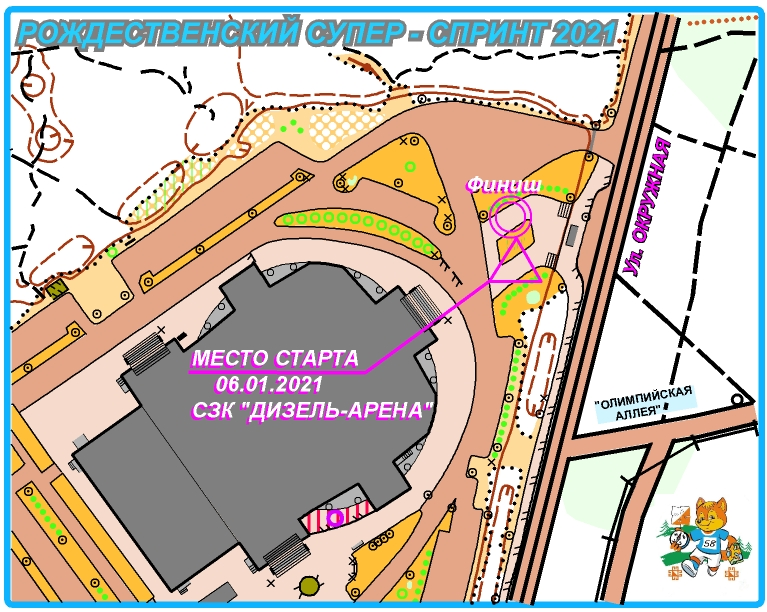 РОЖДЕСТВЕНСКИЙ СУПЕР - СПРИНТ 2021
Финиш
Ул. ОКРУЖНАЯ
МЕСТО СТАРТА
06.01.2021
СЗК "ДИЗЕЛЬ-АРЕНА"
"ОЛИМПИЙСКАЯ
АЛЛЕЯ"
58